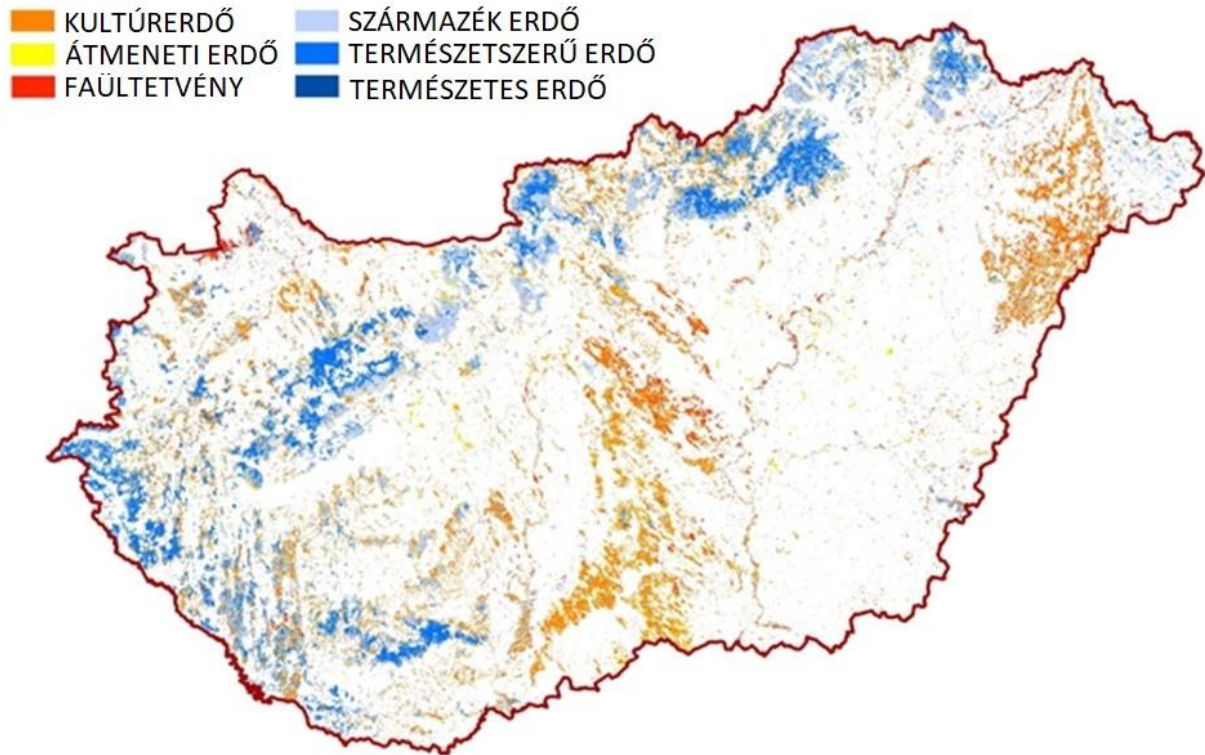 KULTÚRERDŐ
ÁTMENETI ERDŐ
FAÜLTETVÉNY
SZÁRMAZÉK ERDŐ
TERMÉSZETSZERŰ ERDŐ
TERMÉSZETES ERDŐ